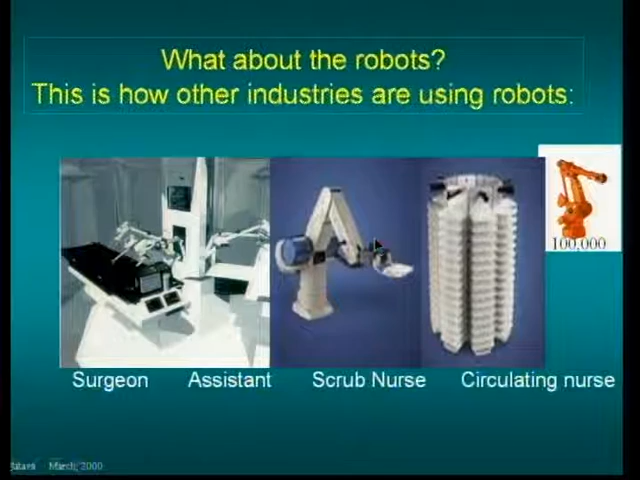 What about the robots?
This is how other industries are using robots:
100,000
Surgeon Assistant Scrub Nurse Circulating nurse
March, 2000